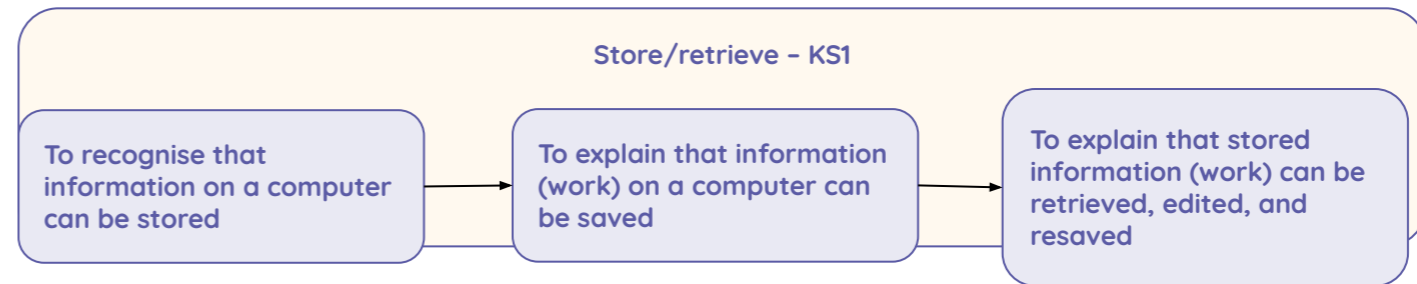 Store/retrieve – KS1
To recognise that
information on a computer
can be stored
To explain that information
(work) on a computer can
be saved
To explain that stored
information (work) can be
retrieved, edited, and
resaved